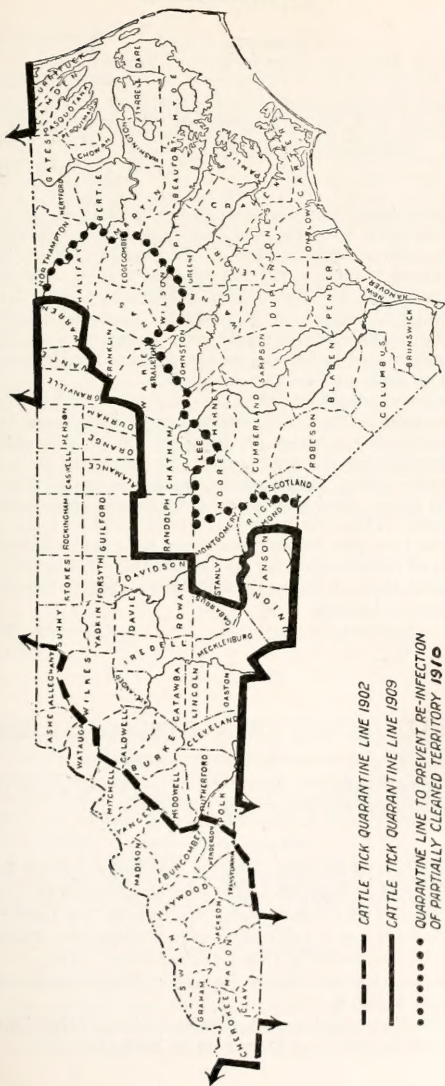 CHEROKEE
GRAHAM
CLAY
MACON
SWAIN
JACKSON
HAYWOOD
TRANSYLVANIA
MADISON
BUNCOMBE
HENDERSON
YANCEY
MITCHELL
McDOWELL
RUTHERFORD
POLK
ASHE
ALLEGHANY
WATAUGA
WILKES
CALDWELL
BURKE
CLEVELAND
SURRY
YADKIN
ALEXANDER
IREDELL
CATAWBA
LINCOLN
GASTON
MECKLENBURG
STOKES
FORSYTH
DAVIE
DAVIDSON
ROWAN
CABARRUS
STANLY
UNION
ANSON
ROCKINGHAM
GUILFORD
RANDOLPH
MONTGOMERY
RICHMOND
SCOTLAND
CASWELL
ALAMANCE
ORANGE
CHATHAM
LEE
MOORE
PERSON
DURHAM
GRANVILLE
VANCE
WARREN
FRANKLIN
WAKE
RALEIGH
HARNETT
JOHNSTON
CUMBERLAND
ROBESON
SAMPSON
BLADEN
COLUMBUS
BRUNSWICK
NORTHAMPTON
HALIFAX
NASH
EDGECOMBE
WILSON
WAYNE
GREENE
LENOIR
DUPLIN
PENDER
NEW HANOVER
ONSLOW
JONES
CRAVEN
PITT
MARTIN
BERTIE
HERTFORD
GATES
CHOWAN
PERQUIMANS
PASQUOTANK
CAMDEN
CURRITUCK
WASHINGTON
TYRRELL
DARE
BEAUFORT
HYDE
PAMLICO
CARTERET
CATTLE TICK QUARANTINE LINE 1902
CATTLE TICK QUARANTINE LINE 1909
QUARANTINE LINE TO PREVENT RE-INFECTION
OF PARTIALLY CLEANED TERRITORY 1910